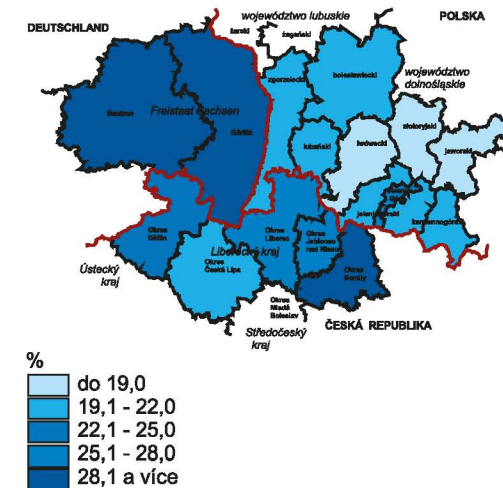 województwo lubuskie
POLSKA
DEUTSCHLAND
żarski
żagański
województwo
dolnośląskie
zgorzelecki
bolesławiecki
Freistaat Sachsen
Bautzen
Görlitz
złotoryjski
lubański
lwówecki
jaworski
jeleniogórski
kamiennogórski
Okres
Děčín
Okres
Liberec
Okres
Jablonec
nad Nisou
Liberecký kraj
Okres
Česká Lípa
Okres
Semily
Ústecký
kraj
Okres
Mladá
Boleslav
ČESKÁ REPUBLIKA
Středočeský
kraj
%
do 19,0
19,1 - 22,0
22,1 - 25,0
25,1 - 28,0
28,1 a více